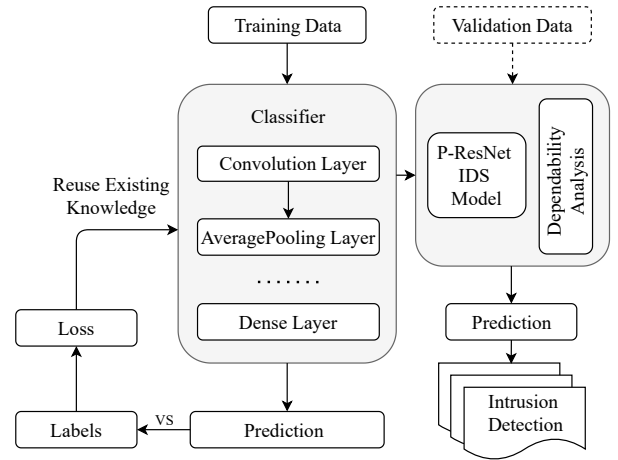 Training Data
Validation Data
Classifier
Convolution Layer
AveragePooling Layer
.......
Dense Layer
P-ResNet
IDS
Model
Dependability
Analysis
Reuse Existing
Knowledge
Loss
Labels
VS
Prediction
Prediction
Intrusion
Detection